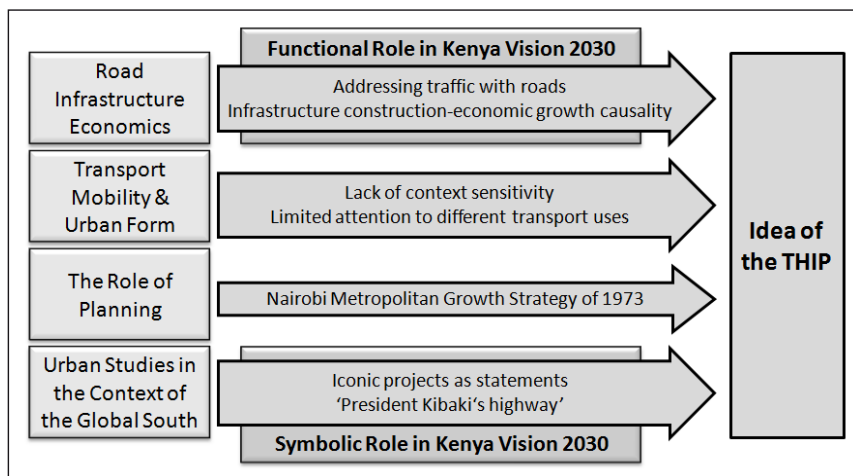 Functional Role in Kenya Vision 2030
Road
Infrastructure
Economics
Addressing traffic with roads
Infrastructure construction-economic growth causality
Transport
Mobility &
Urban Form
Lack of context sensitivity
Limited attention to different transport uses
The Role of
Planning
Nairobi Metropolitan Growth Strategy of 1973
Urban Studies in
the Context of
the Global South
Iconic projects as statements
‘President Kibaki‘s highway’
Symbolic Role in Kenya Vision 2030
Idea of
the THIP